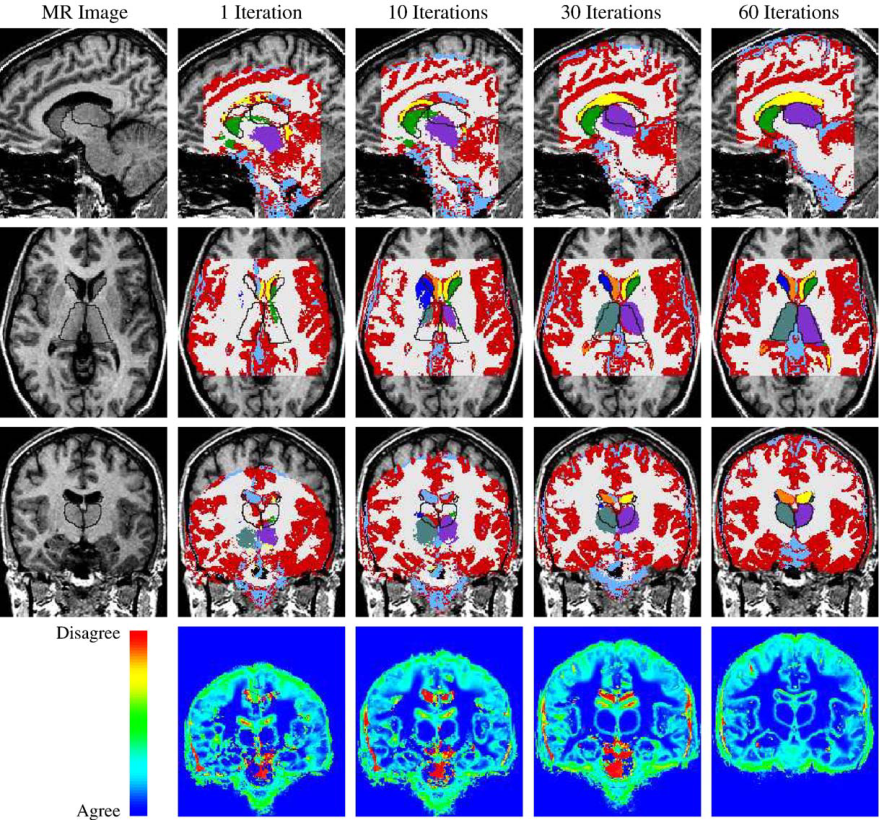 MR Image
1 Iteration
10 Iterations
30 Iterations
60 Iterations
Disagree
Agree